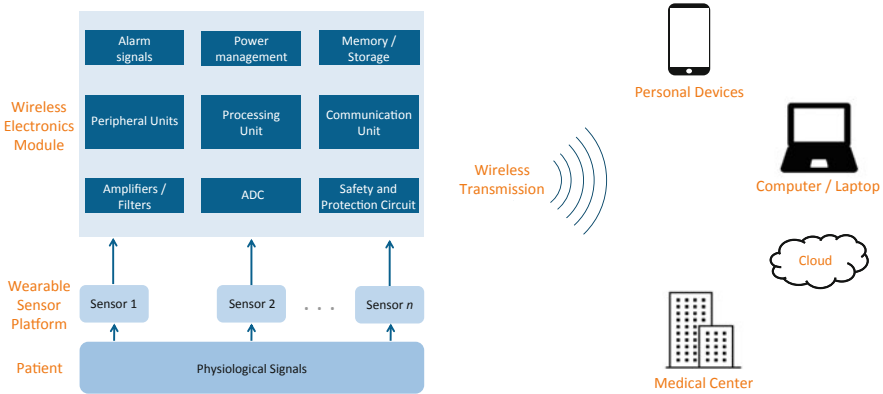 Alarm
signals
Power
management
Memory /
Storage
Wireless
Electronics
Module
Peripheral Units
Processing
Unit
Communication
Unit
Amplifiers /
Filters
ADC
Safety and
Protection Circuit
Wearable
Sensor
Platform
Sensor 1
Sensor 2
. . .
Sensor n
Patient
Physiological Signals
Wireless
Transmission
Personal Devices
Computer / Laptop
Cloud
Medical Center